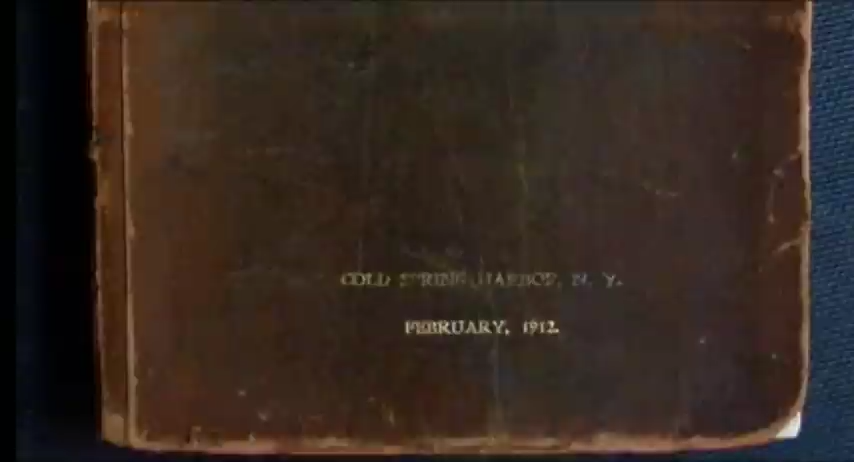 COLD SPRING HARBOR, N. Y.
FEBRUARY, 1912.